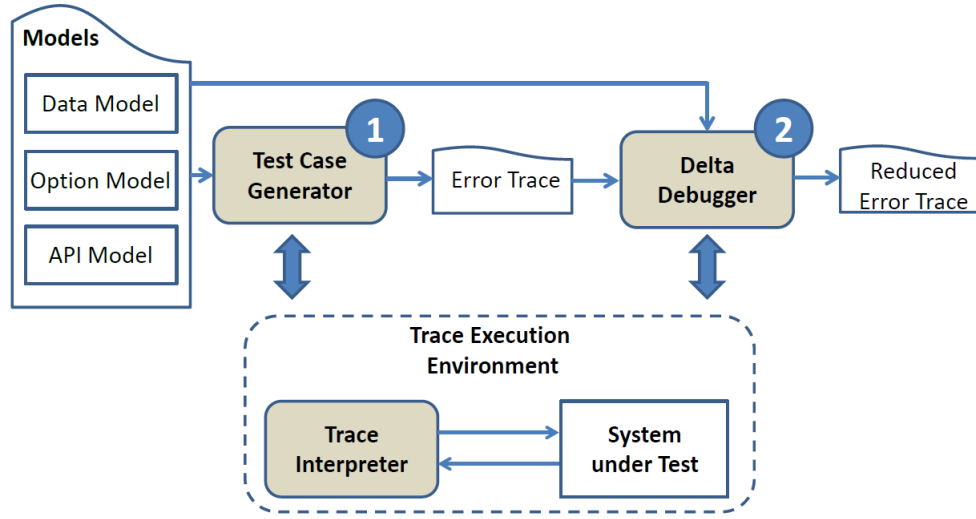 Models
Data Model
Option Model
API Model
1
Test Case
Generator
Error Trace
2
Delta
Debugger
Reduced
Error Trace
Trace Execution
Environment
Trace
Interpreter
System
under Test